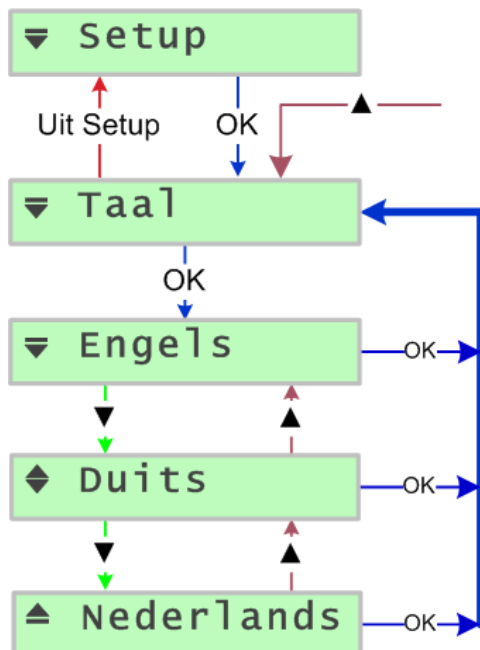 Setup
Uit Setup
OK
Taal
OK
Engels
OK
Duits
OK
Nederlands
OK